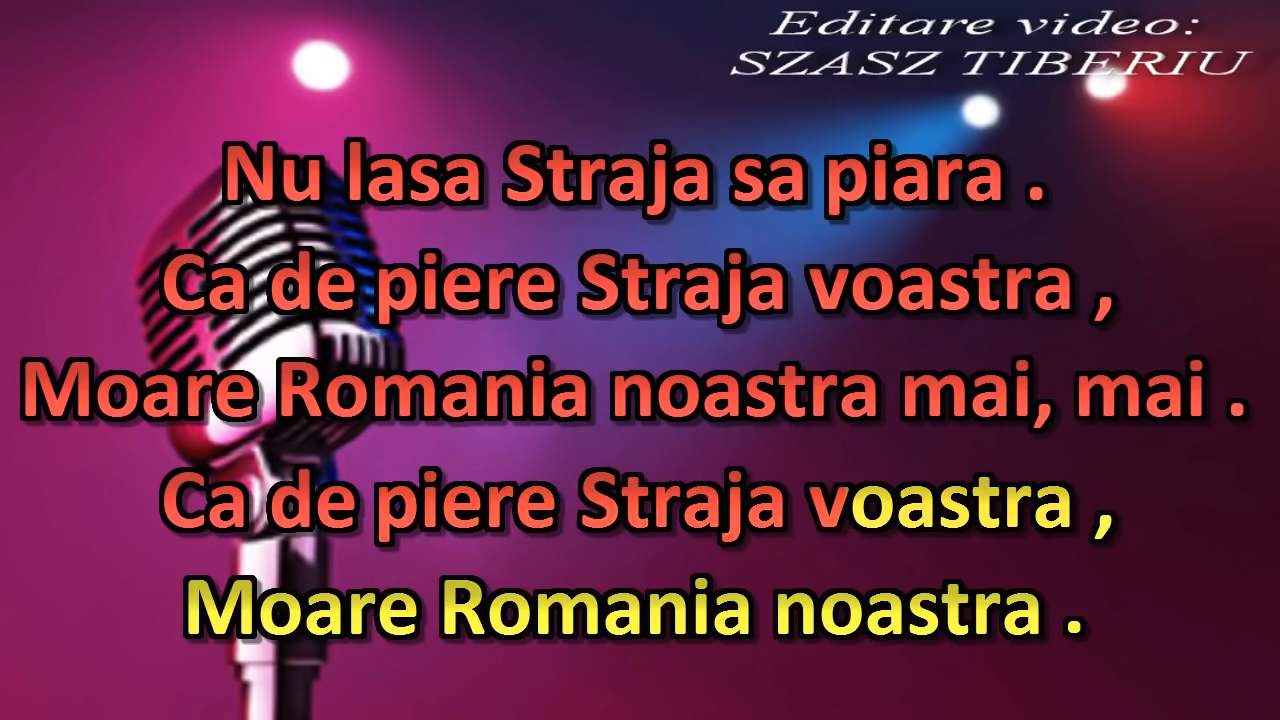 Editare video:
SZASZ TIBERIU
Nu lasa Straja sa piara .
Ca de piere Straja voastra ,
Moare Romania noastra mai, mai .
Ca de piere Straja voastra ,
Moare Romania noastra .